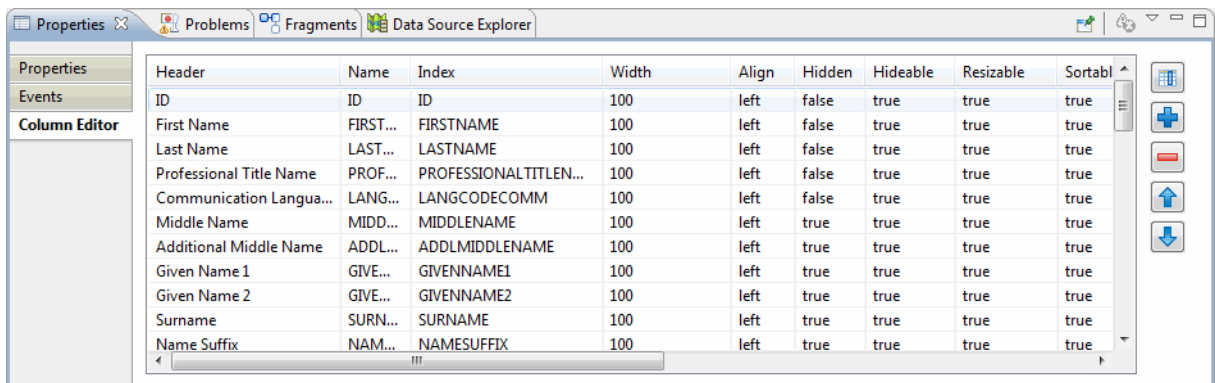 Properties Problems Fragments Data Source Explorer
Properties
Events
Column Editor
Header Name Index Width Align Hidden Hideable Resizable Sortabl
ID ID ID 100 left false true true true
First Name FIRST... FIRSTNAME 100 left false true true true
Last Name LAST... LASTNAME 100 left false true true true
Professional Title Name PROF... PROFESSIONALTITLEN... 100 left false true true true
Communication Langua... LANG... LANGCODECOMM 100 left false true true true
Middle Name MIDD... MIDDLENAME 100 left true true true true
Additional Middle Name ADDL... ADDLMIDDLENAME 100 left true true true true
Given Name 1 GIVE... GIVENNAME1 100 left true true true true
Given Name 2 GIVE... GIVENNAME2 100 left true true true true
Surname SURN... SURNAME 100 left true true true true
Name Suffix NAM... NAMESUFFIX 100 left true true true true